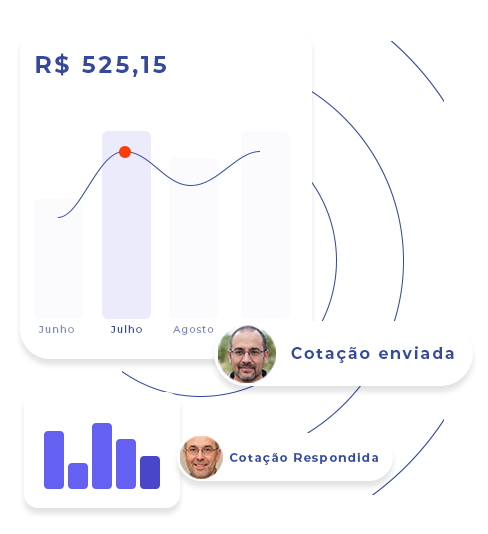 R$ 525,15
Junho Julho Agosto
Cotação enviada
Cotação Respondida